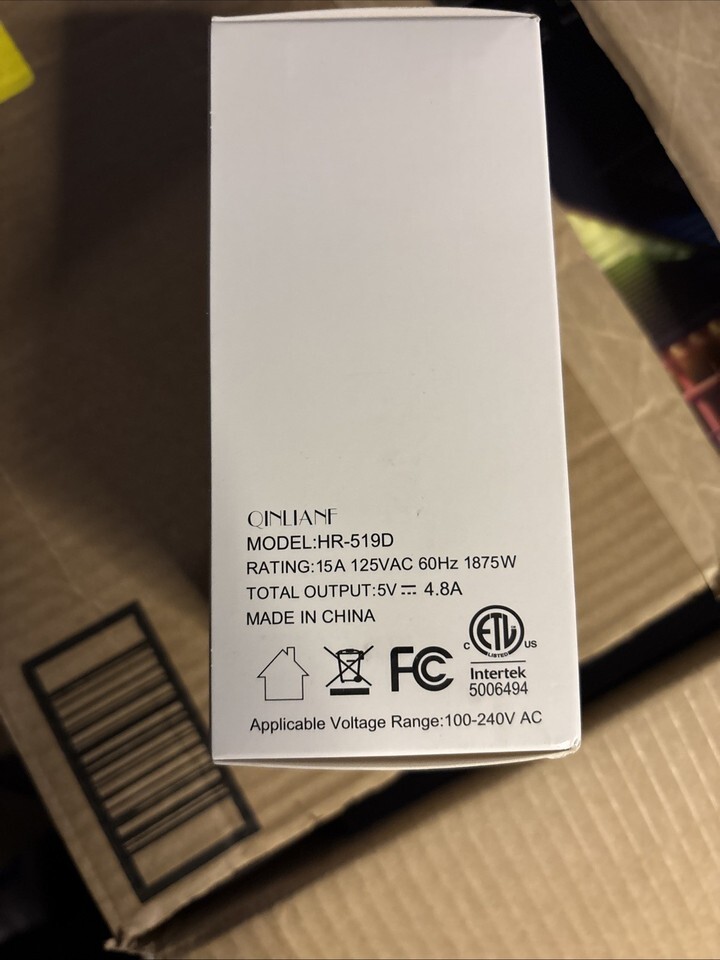 QINLIANF
MODEL:HR-519D
RATING:15A 125VAC 60Hz 1875W
TOTAL OUTPUT:5V⎓ 4.8A
MADE IN CHINA
FC
C ETL US
LISTED
Intertek
5006494
Applicable Voltage Range:100-240V AC